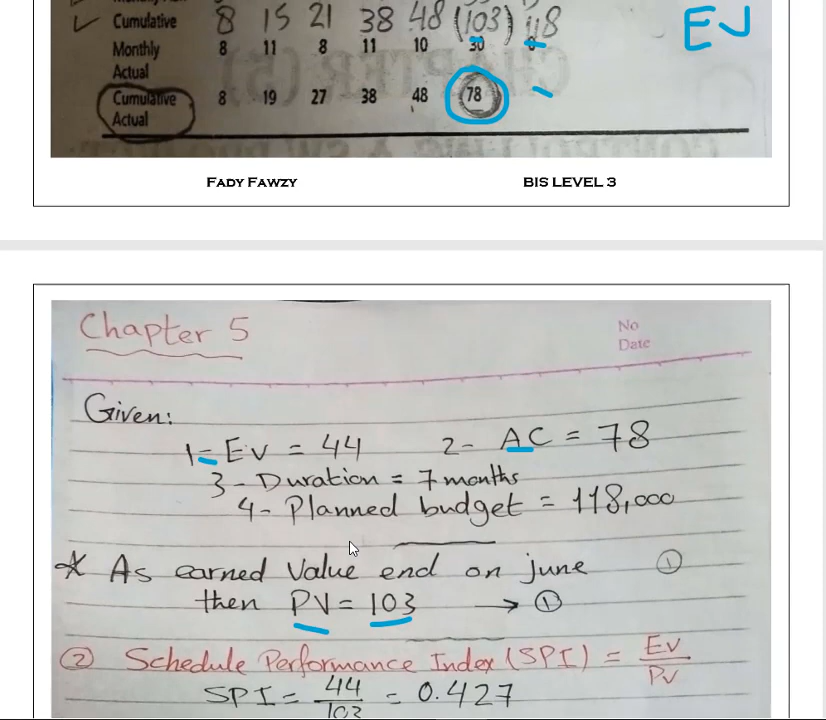 Cumulative 8 15 21 38 48 (103) 118
EV
Monthly 8 11 8 11 10 30
Actual
Cumulative 8 19 27 38 48 78
Actual
FADY FAWZY BIS LEVEL 3
Chapter 5
No
Date
Given:
1- EV = 44 2- AC = 78
3- Duration = 7 months
4- Planned budget = 118,000
* As earned Value end on june ①
then PV = 103 → ①
② Schedule Performance Index (SPI) = EV
PV
SPI = 44 = 0.427
103